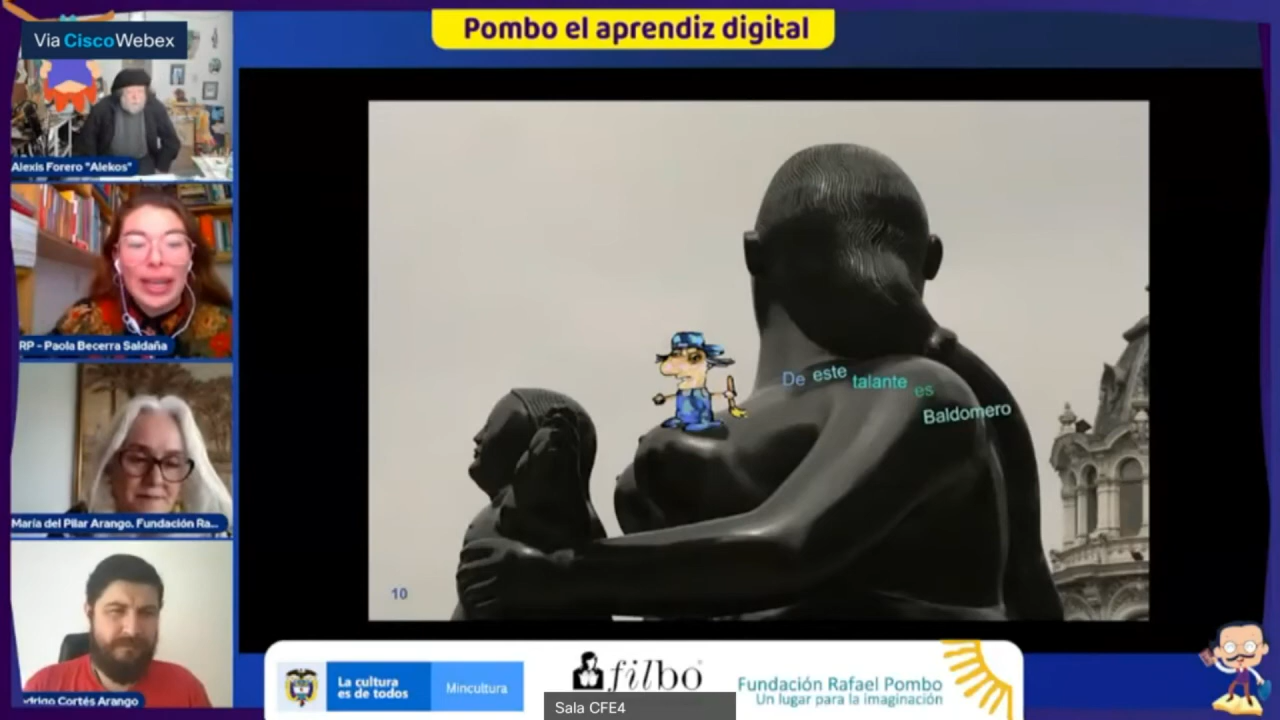 Via CiscoWebex
Pombo el aprendiz digital
Alexis Forero "Alekos"
RP - Paola Becerra Saldaña
María del Pilar Arango. Fundación Ra...
drigo Cortés Arango
De este talante es
Baldomero
10
La cultura
es de todos
Mincultura
filbo
Fundación Rafael Pombo
Un lugar para la imaginación
Sala CFE4